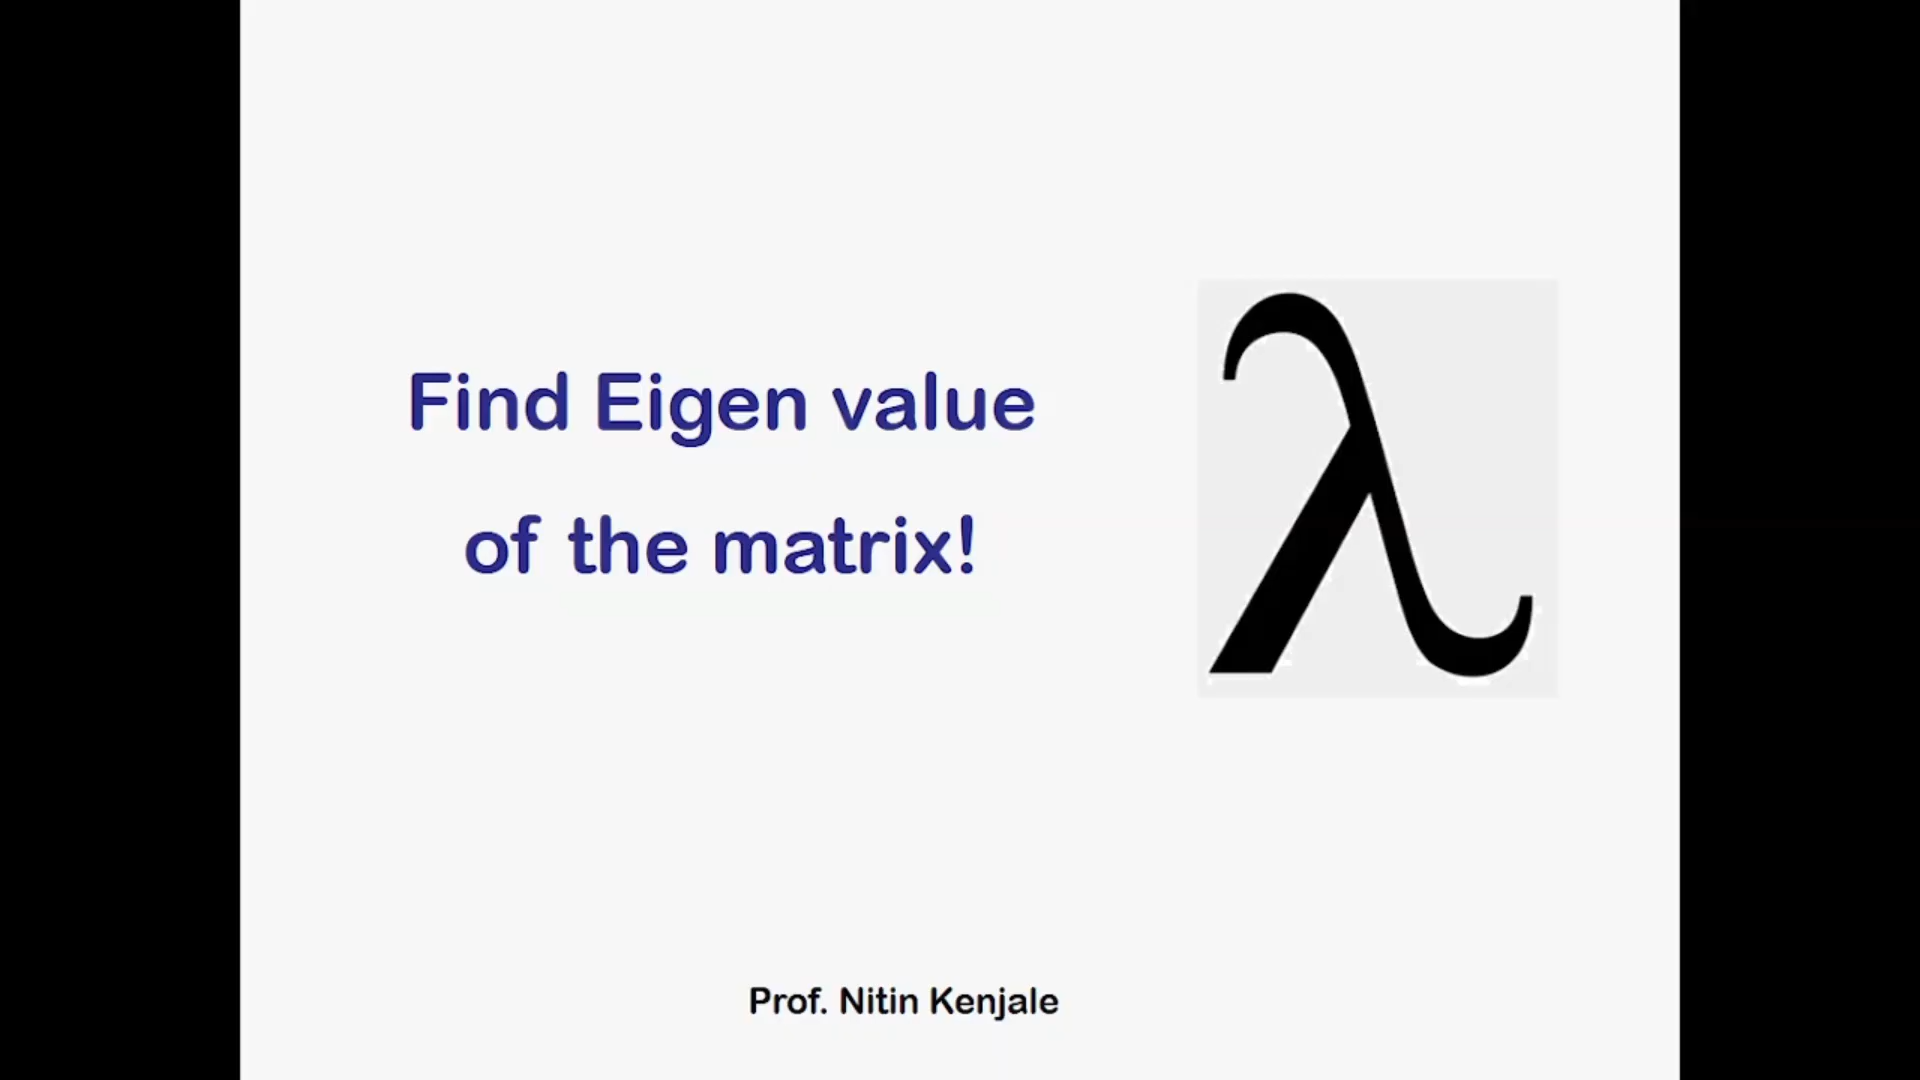 Find Eigen value
of the matrix!
λ
Prof. Nitin Kenjale